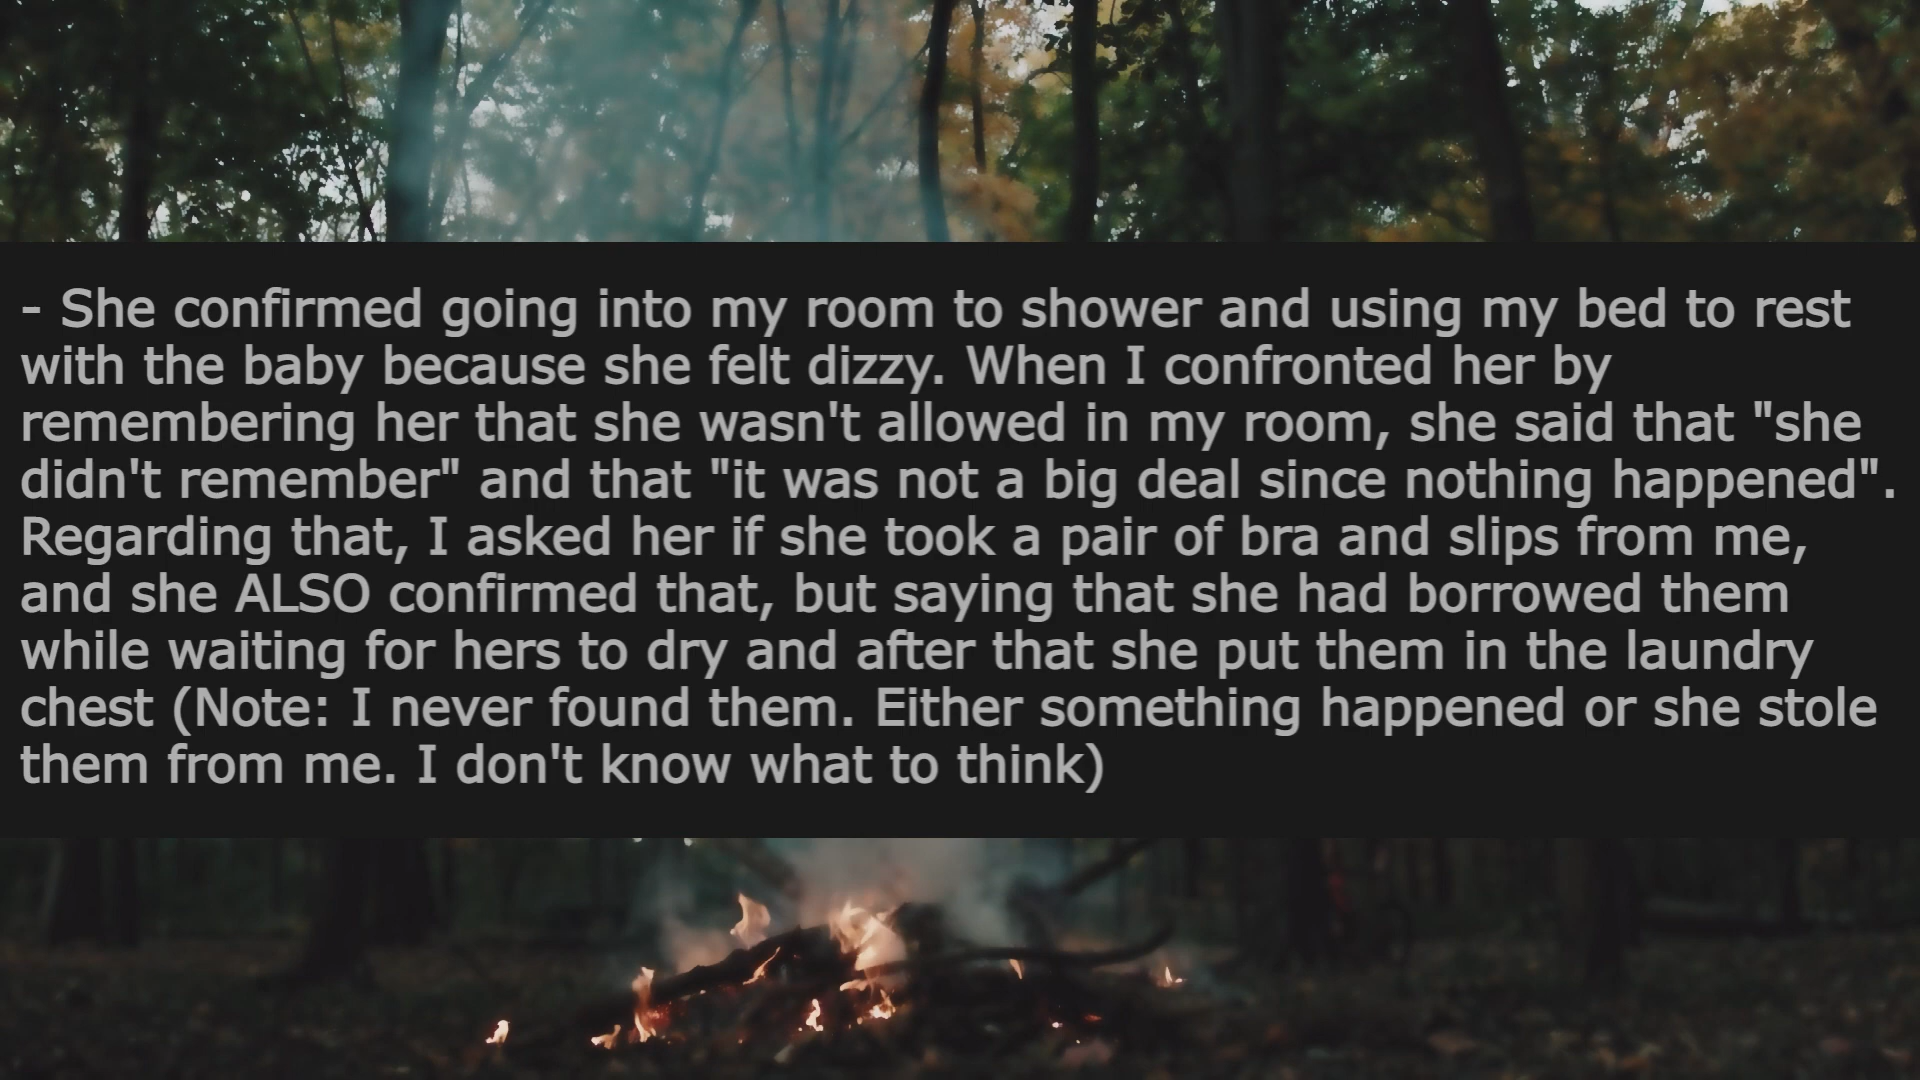 - She confirmed going into my room to shower and using my bed to rest
with the baby because she felt dizzy. When I confronted her by
remembering her that she wasn't allowed in my room, she said that "she
didn't remember" and that "it was not a big deal since nothing happened".
Regarding that, I asked her if she took a pair of bra and slips from me,
and she ALSO confirmed that, but saying that she had borrowed them
while waiting for hers to dry and after that she put them in the laundry
chest (Note: I never found them. Either something happened or she stole
them from me. I don't know what to think)